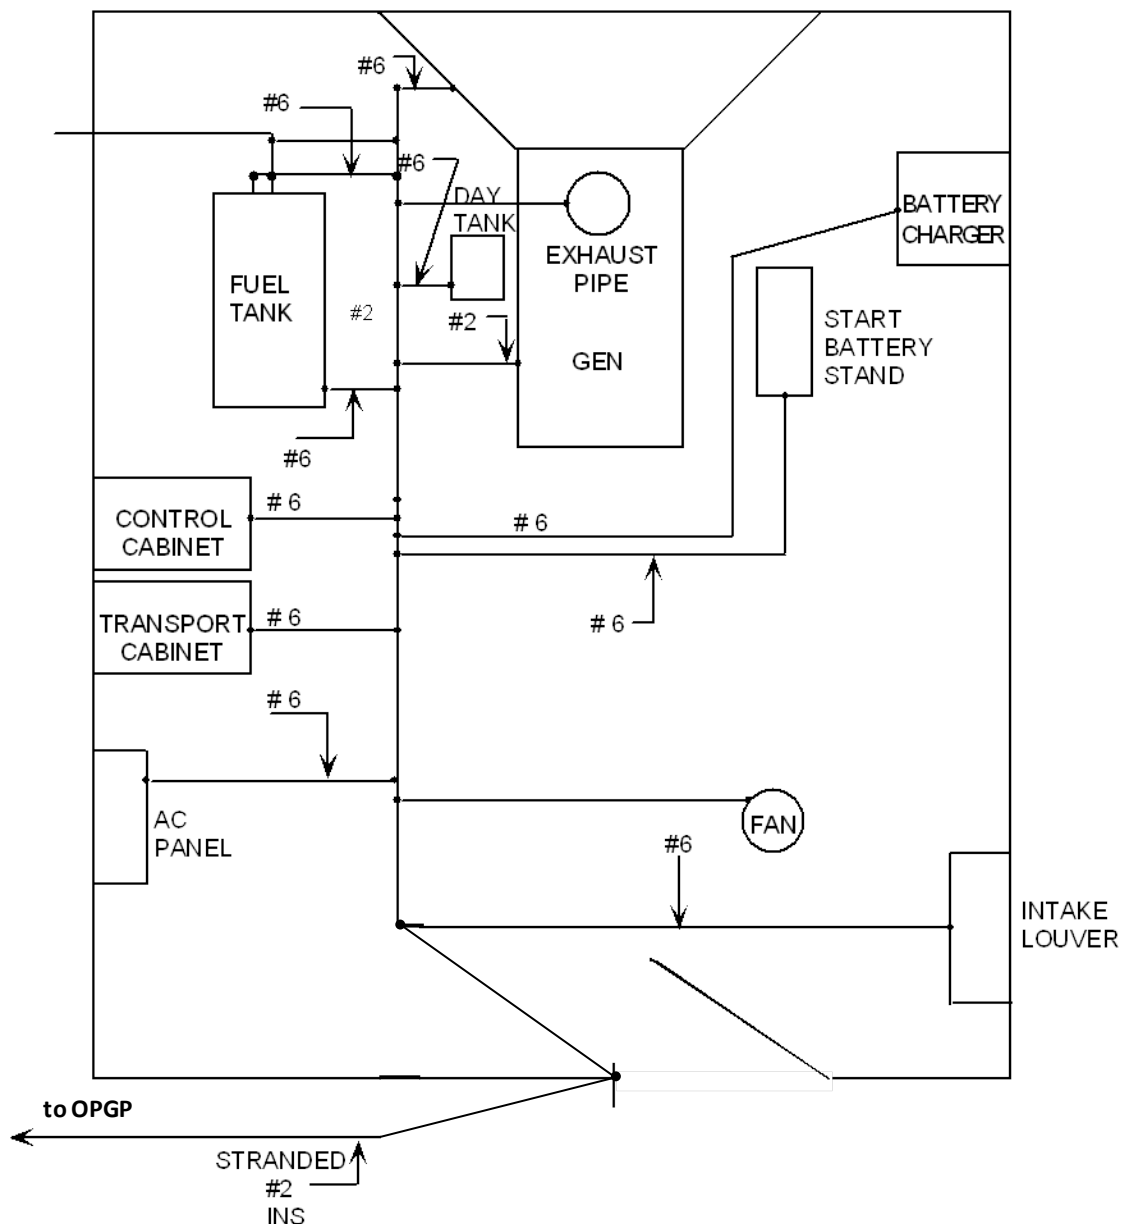 #6
#6
#6
DAY
TANK
BATTERY
CHARGER
EXHAUST
PIPE
FUEL
TANK
#2
#2
START
BATTERY
STAND
GEN
#6
# 6
CONTROL
CABINET
# 6
# 6
TRANSPORT
CABINET
# 6
# 6
AC
PANEL
FAN
#6
INTAKE
LOUVER
to OPGP
STRANDED
#2
INS